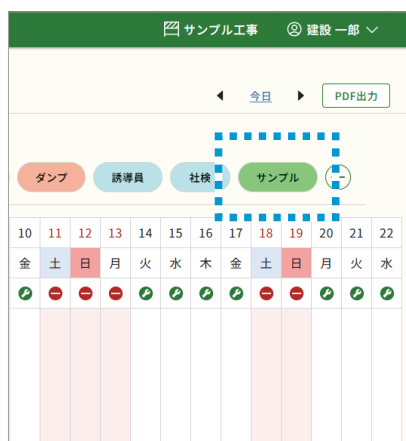 サンプル工事 建設 一郎
今日 PDF出力
ダンプ 誘導員 社検 サンプル
10 11 12 13 14 15 16 17 18 19 20 21 22
金 土 日 月 火 水 木 金 土 日 月 火 水